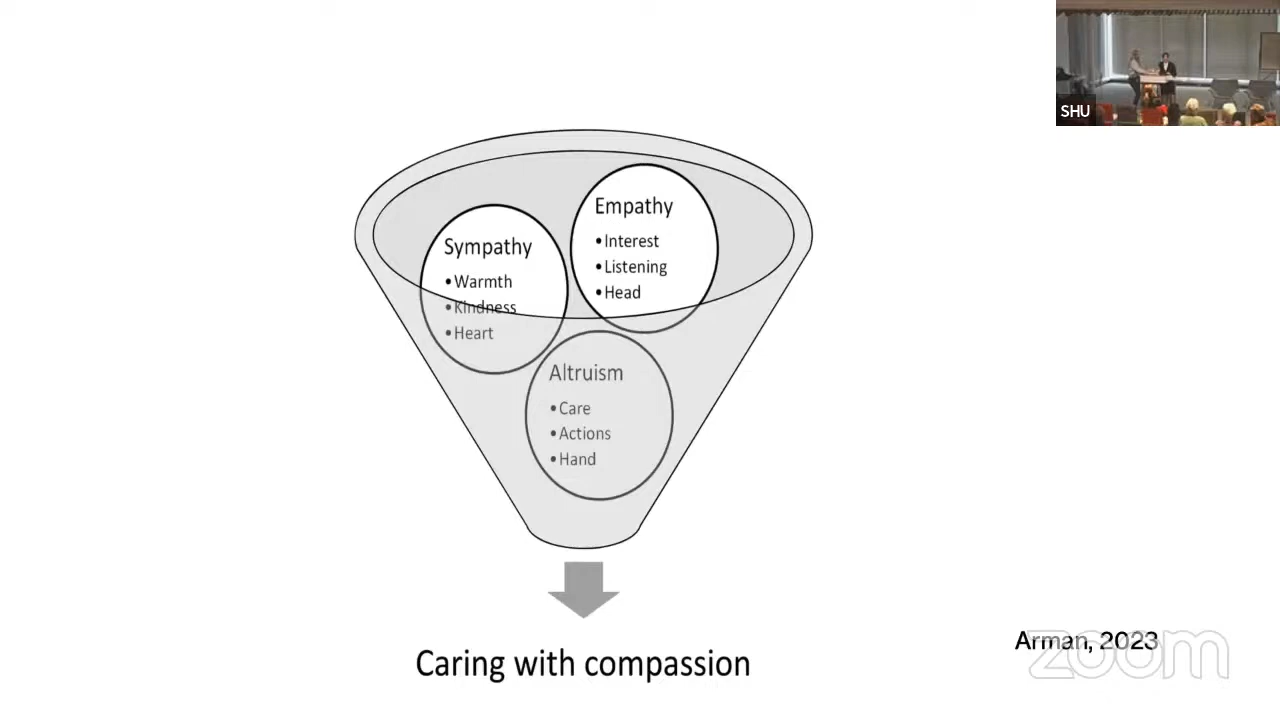 SHU
Empathy
•Interest
•Listening
•Head
Sympathy
•Warmth
•Kindness
•Heart
Altruism
•Care
•Actions
•Hand
Caring with compassion
Arman, 2023
zoom